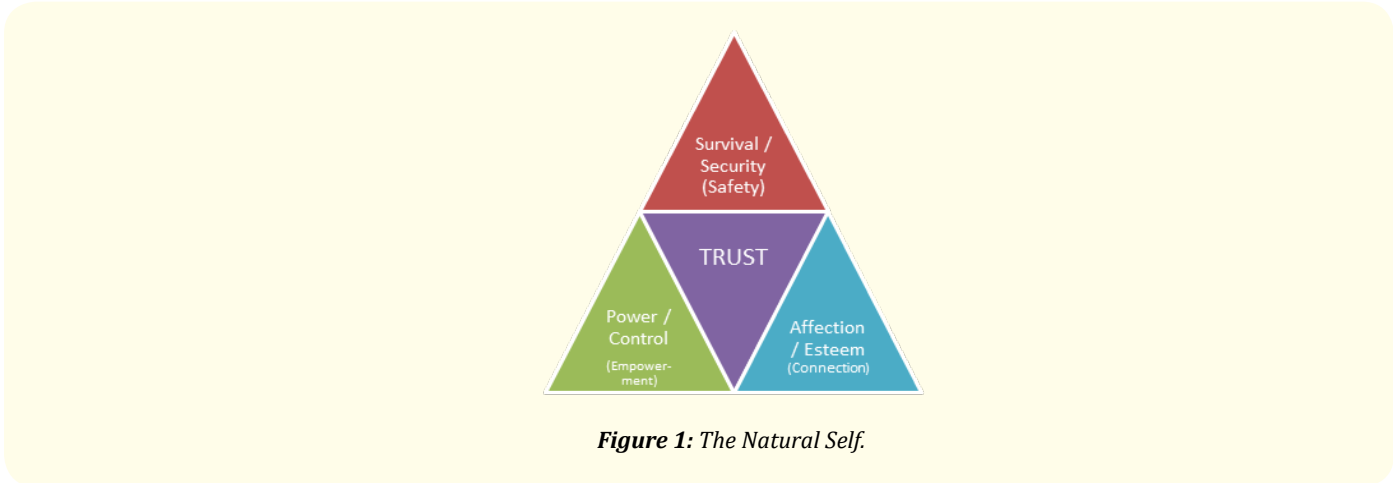 Survival /
Security
(Safety)
TRUST
Power /
Control
(Empower-
ment)
Affection
/ Esteem
(Connection)
Figure 1: The Natural Self.